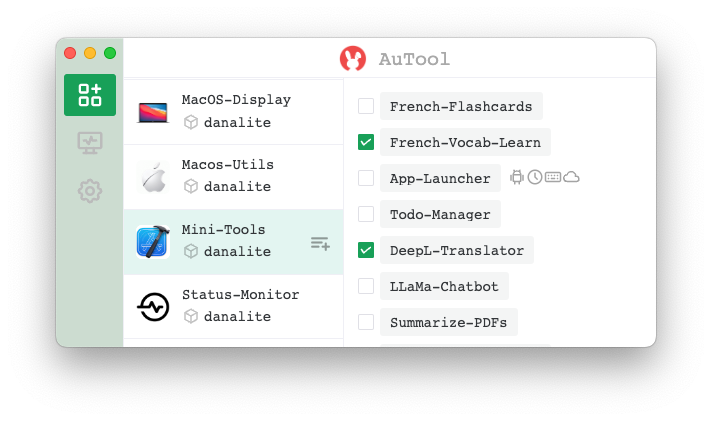 AuTool
MacOS-Display
danalite
Macos-Utils
danalite
Mini-Tools
danalite
Status-Monitor
danalite
French-Flashcards
French-Vocab-Learn
App-Launcher
Todo-Manager
DeepL-Translator
LLaMa-Chatbot
Summarize-PDFs